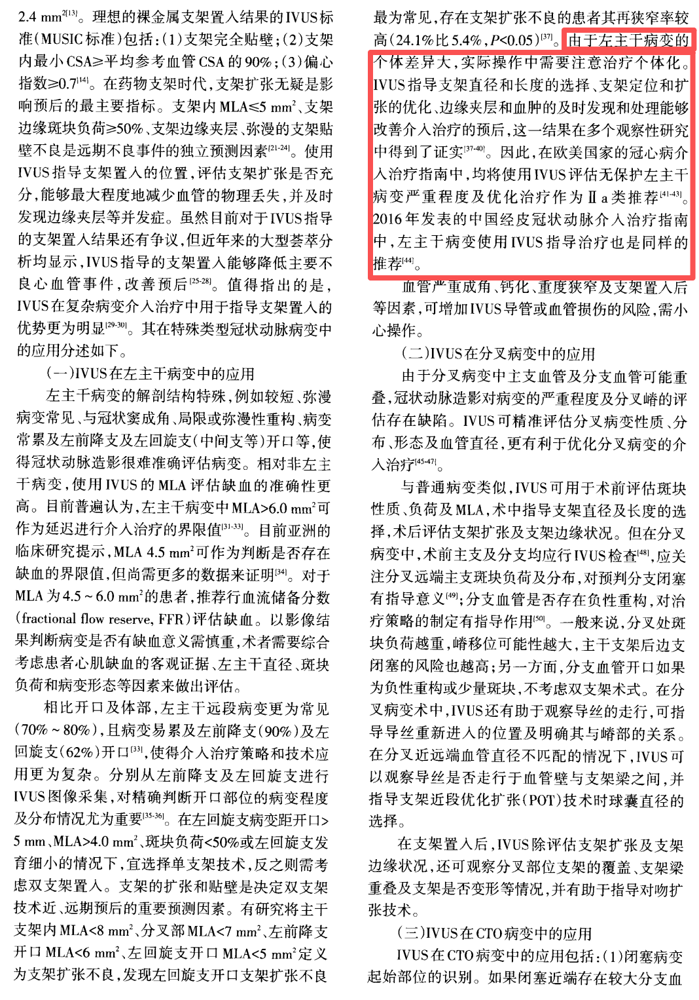 2.4 mm²[13]。理想的裸金属支架置入结果的IVUS标
准(MUSIC标准)包括:(1)支架完全贴壁;(2)支架
内最小CSA≥平均参考血管CSA的90%;(3)偏心
指数≥0.7[14]。在药物支架时代,支架扩张无疑是影
响预后的最主要指标。支架内MLA≤5 mm²、支架
边缘斑块负荷≥50%、支架边缘夹层、弥漫的支架贴
壁不良是远期不良事件的独立预测因素[21-24]。使用
IVUS指导支架置入的位置,评估支架扩张是否充
分,能够最大程度地减少血管的物理丢失,并及时
发现边缘夹层等并发症。虽然目前对于IVUS指导
的支架置入结果还有争议,但近年来的大型荟萃分
析均显示,IVUS指导的支架置入能够降低主要不
良心血管事件,改善预后[25-28]。值得指出的是,
IVUS在复杂病变介入治疗中用于指导支架置入的
优势更为明显[29-30]。其在特殊类型冠状动脉病变中
的应用分述如下。
(一)IVUS在左主干病变中的应用
左主干病变的解剖结构特殊,例如较短、弥漫
病变常见、与冠状窦成角、局限或弥漫性重构、病变
常累及左前降支及左回旋支(中间支等)开口等,使
得冠状动脉造影很难准确评估病变。相对非左主
干病变,使用IVUS的MLA评估缺血的准确性更
高。目前普遍认为,左主干病变中MLA>6.0 mm²可
作为延迟进行介入治疗的界限值[31-33]。目前亚洲的
临床研究提示,MLA 4.5 mm²可作为判断是否存在
缺血的界限值,但尚需更多的数据来证明[34]。对于
MLA为4.5~6.0 mm²的患者,推荐行血流储备分数
(fractional flow reserve, FFR)评估缺血。以影像结
果判断病变是否有缺血意义需慎重,术者需要综合
考虑患者心肌缺血的客观证据、左主干直径、斑块
负荷和病变形态等因素来做出评估。
相比开口及体部,左主干远段病变更为常见
(70%~80%),且病变易累及左前降支(90%)及左
回旋支(62%)开口[33],使得介入治疗策略和技术应
用更为复杂。分别从左前降支及左回旋支进行
IVUS图像采集,对精确判断开口部位的病变程度
及分布情况尤为重要[35-36]。在左回旋支病变距开口>
5 mm、MLA>4.0 mm²、斑块负荷<50%或左回旋支发
育细小的情况下,宜选择单支架技术,反之则需考
虑双支架置入。支架的扩张和贴壁是决定双支架
技术近、远期预后的重要预测因素。有研究将主干
支架内MLA<8 mm²、分叉部MLA<7 mm²、左前降支
开口MLA<6 mm²、左回旋支开口MLA<5 mm²定义
为支架扩张不良,发现左回旋支开口支架扩张不良
最为常见,存在支架扩张不良的患者其再狭窄率较
高(24.1%比5.4%,P<0.05)[37]。由于左主干病变的
个体差异大,实际操作中需要注意治疗个体化。
IVUS指导支架直径和长度的选择、支架定位和扩
张的优化、边缘夹层和血肿的及时发现和处理能够
改善介入治疗的预后,这一结果在多个观察性研究
中得到了证实[37-40]。因此,在欧美国家的冠心病介
入治疗指南中,均将使用IVUS评估无保护左主干
病变严重程度及优化治疗作为Ⅱa类推荐[41-43]。
2016年发表的中国经皮冠状动脉介入治疗指南
中,左主干病变使用IVUS指导治疗也是同样的
推荐[44]。
血管严重成角、钙化、重度狭窄及支架置入后
等因素,可增加IVUS导管或血管损伤的风险,需小
心操作。
(二)IVUS在分叉病变中的应用
由于分叉病变中主支血管及分支血管可能重
叠,冠状动脉造影对病变的严重程度及分叉嵴的评
估存在缺陷。IVUS可精准评估分叉病变性质、分
布、形态及血管直径,更有利于优化分叉病变的介
入治疗[45-47]。
与普通病变类似,IVUS可用于术前评估斑块
性质、负荷及MLA,术中指导支架直径及长度的选
择,术后评估支架扩张及支架边缘状况。但在分叉
病变中,术前主支及分支均应行IVUS检查[48],应关
注分叉远端主支斑块负荷及分布,对预判分支闭塞
有指导意义[49];分支血管是否存在负性重构,对治
疗策略的制定有指导作用[50]。一般来说,分叉处斑
块负荷越重,嵴移位可能性越大,主干支架后边支
闭塞的风险也越高;另一方面,分支血管开口如果
为负性重构或少量斑块,不考虑双支架术式。在分
叉病变术中,IVUS还有助于观察导丝的走行,可指
导导丝重新进入的位置及明确其与嵴部的关系。
在分叉近远端血管直径不匹配的情况下,IVUS可
以观察导丝是否走行于血管壁与支架梁之间,并
指导支架近段优化扩张(POT)技术时球囊直径的
选择。
在支架置入后,IVUS除评估支架扩张及支架
边缘状况,还可观察分叉部位支架的覆盖、支架梁
重叠及支架是否变形等情况,并有助于指导对吻扩
张技术。
(三)IVUS在CTO病变中的应用
IVUS在CTO病变中的应用包括:(1)闭塞病变
起始部位的识别。如果闭塞近端存在较大分支血